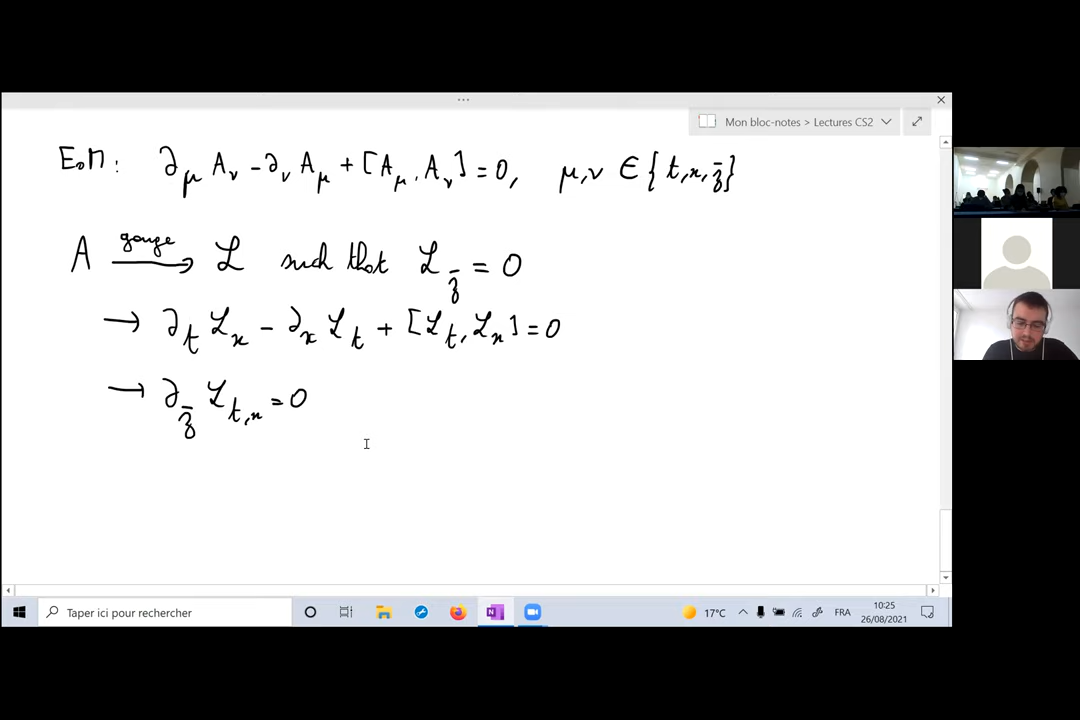 Mon bloc-notes > Lectures CS2
EoM: ∂_μ A_ν - ∂_ν A_μ + [A_μ, A_ν] = 0, μ,ν ∈ {t,x,z̄}
A gauge→ ℒ such that ℒ_z̄ = 0
→ ∂_t ℒ_x - ∂_x ℒ_t + [ℒ_t, ℒ_x] = 0
→ ∂_z̄ ℒ_{t,x} = 0
Taper ici pour rechercher
17°C
FRA
10:25
26/08/2021